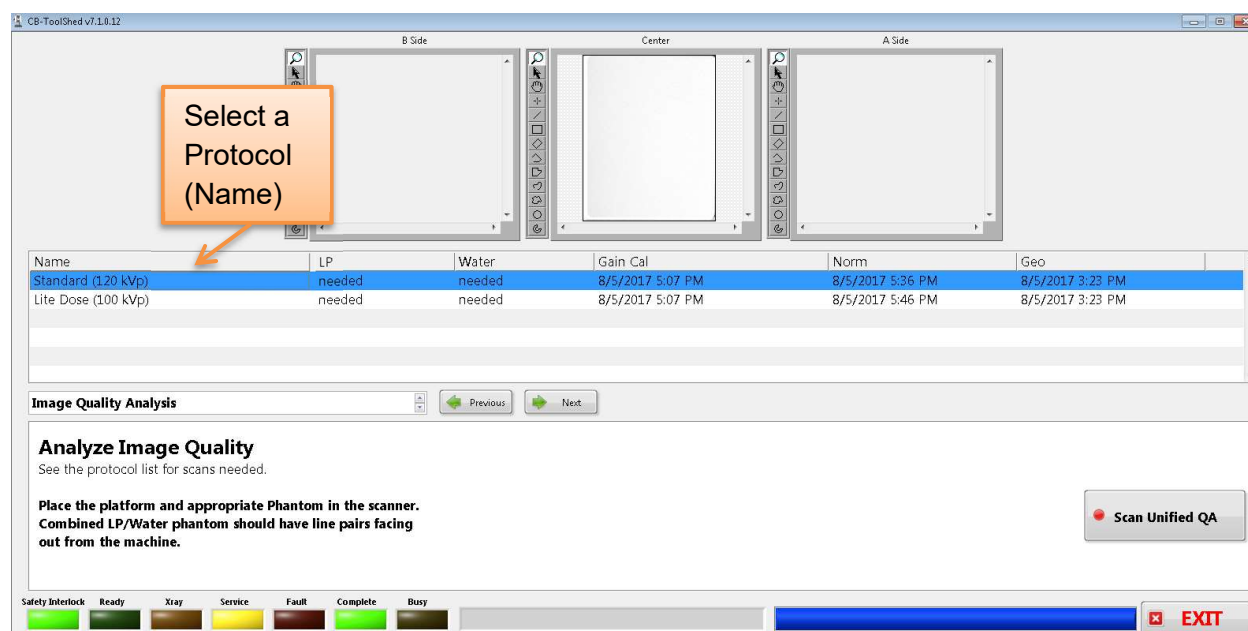 CB-ToolShed v7.1.0.12
B Side
Center
A Side
Select a
Protocol
(Name)
Name LP Water Gain Cal Norm Geo
Standard (120 kVp) needed needed 8/5/2017 5:07 PM 8/5/2017 5:36 PM 8/5/2017 3:23 PM
Lite Dose (100 kVp) needed needed 8/5/2017 5:07 PM 8/5/2017 5:46 PM 8/5/2017 3:23 PM
Image Quality Analysis
Previous
Next
Analyze Image Quality
See the protocol list for scans needed.
Place the platform and appropriate Phantom in the scanner.
Combined LP/Water phantom should have line pairs facing
out from the machine.
Scan Unified QA
Safety Interlock Ready Xray Service Fault Complete Busy
EXIT